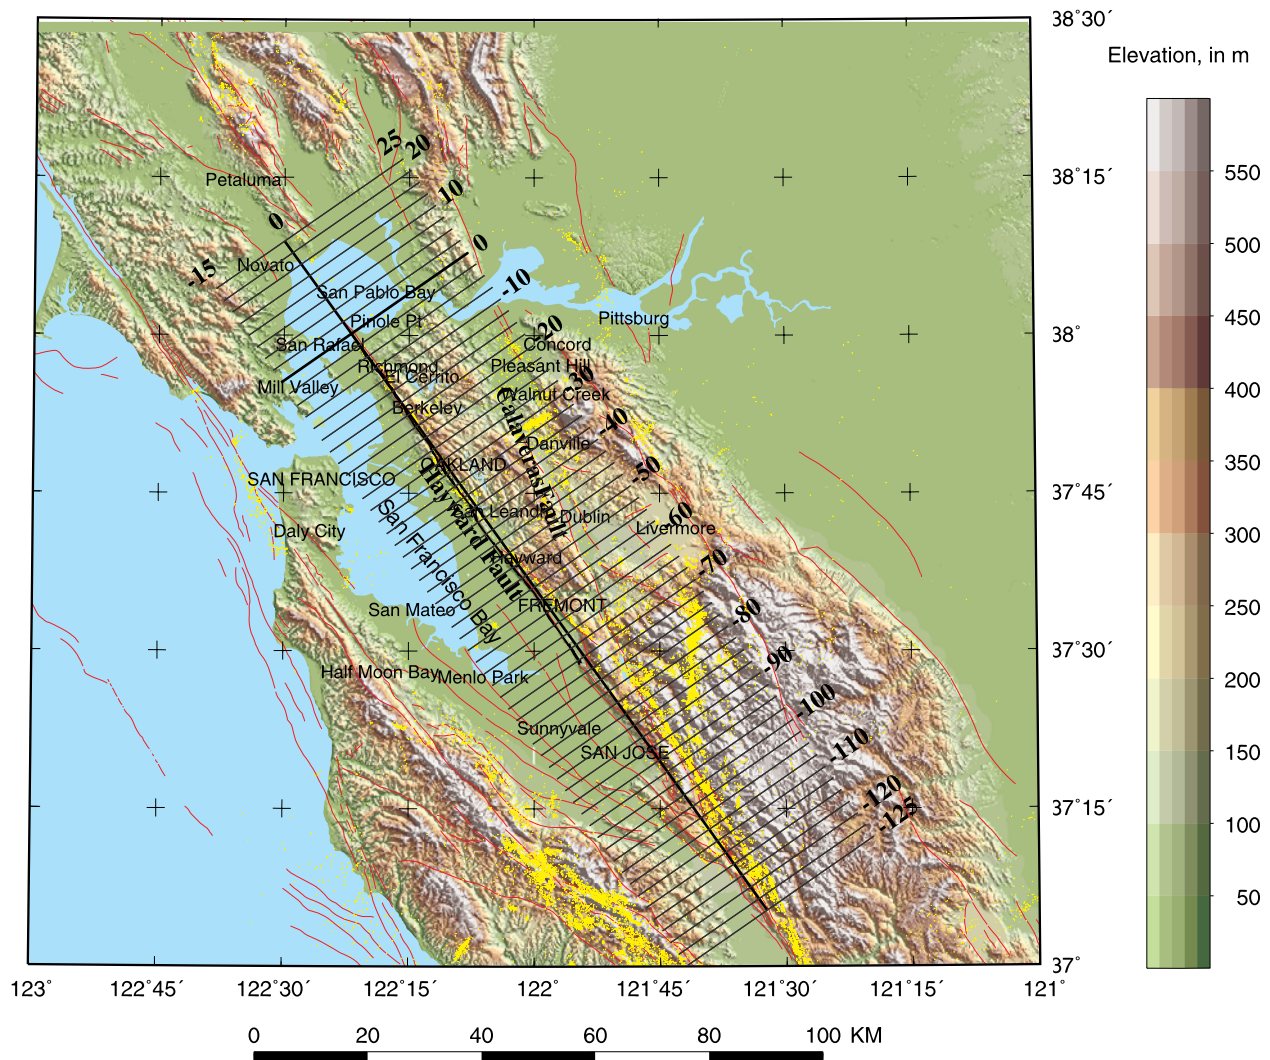 38°30´
Elevation, in m
25
20
550
Petaluma
10
38°15´
0
0
500
Novato
-15
-10
San Pablo Bay
Pinole Pt
Pittsburg
450
-20
38°
San Rafael
Concord
Richmond
Pleasant Hill
El Cerrito
-30
Mill Valley
Walnut Creek
400
Berkeley
-40
Calaveras Fault
Danville
OAKLAND
-50
350
SAN FRANCISCO
Hayward Fault
37°45´
San Leandro
Dublin
-60
Livermore
Daly City
300
Hayward
-70
San Francisco Bay
FREMONT
San Mateo
-80
250
37°30´
-90
Half Moon Bay
Menlo Park
200
-100
Sunnyvale
-110
SAN JOSE
150
-120
37°15´
-125
100
50
37°
123°
122°45´
122°30´
122°15´
122°
121°45´
121°30´
121°15´
121°
0
20
40
60
80
100 KM